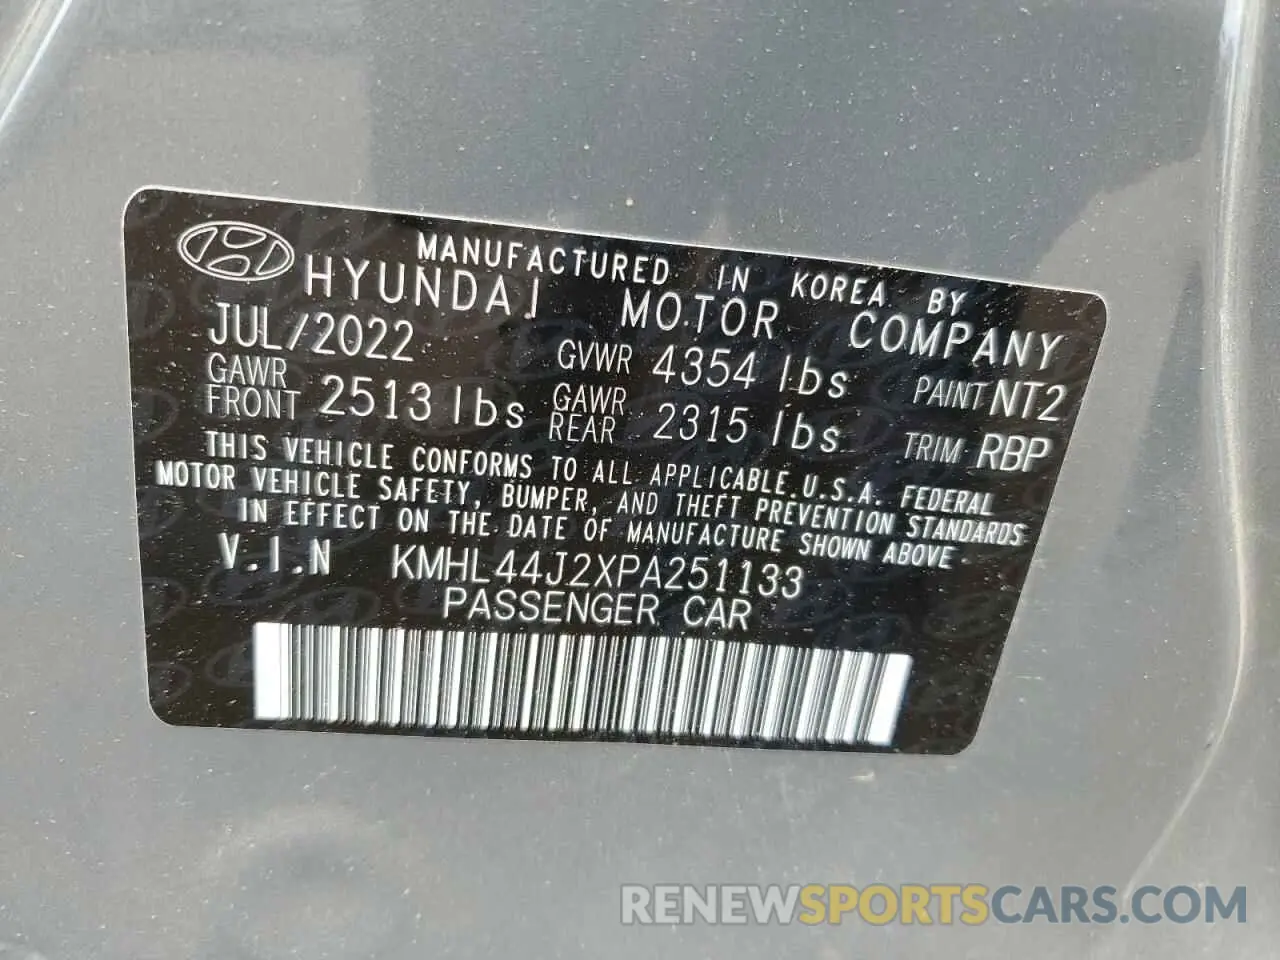 MANUFACTURED IN KOREA BY
HYUNDAI MOTOR COMPANY
JUL/2022 GVWR 4354 lbs PAINT NT2
GAWR FRONT 2513 lbs GAWR REAR 2315 lbs TRIM RBP
THIS VEHICLE CONFORMS TO ALL APPLICABLE.U.S.A. FEDERAL
MOTOR VEHICLE SAFETY, BUMPER, AND THEFT PREVENTION STANDARDS
IN EFFECT ON THE DATE OF MANUFACTURE SHOWN ABOVE
V.I.N KMHL44J2XPA251133
PASSENGER CAR
RENEWSPORTSCARS.COM